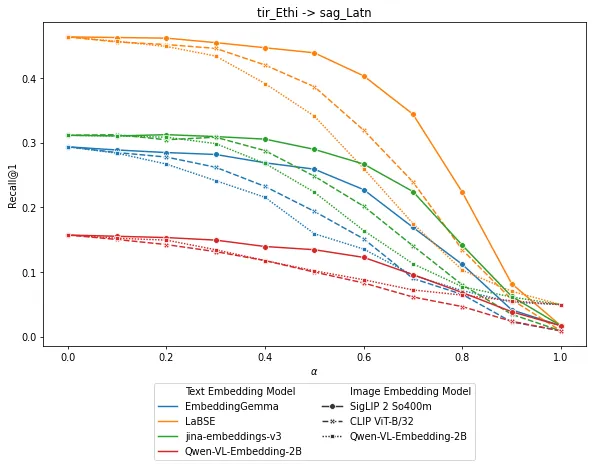 tir_Ethi -> sag_Latn
Recall@1
0.4
0.3
0.2
0.1
0.0
0.0 0.2 0.4 0.6 0.8 1.0
α
Text Embedding Model Image Embedding Model
EmbeddingGemma SigLIP 2 So400m
LaBSE CLIP ViT-B/32
jina-embeddings-v3 Qwen-VL-Embedding-2B
Qwen-VL-Embedding-2B